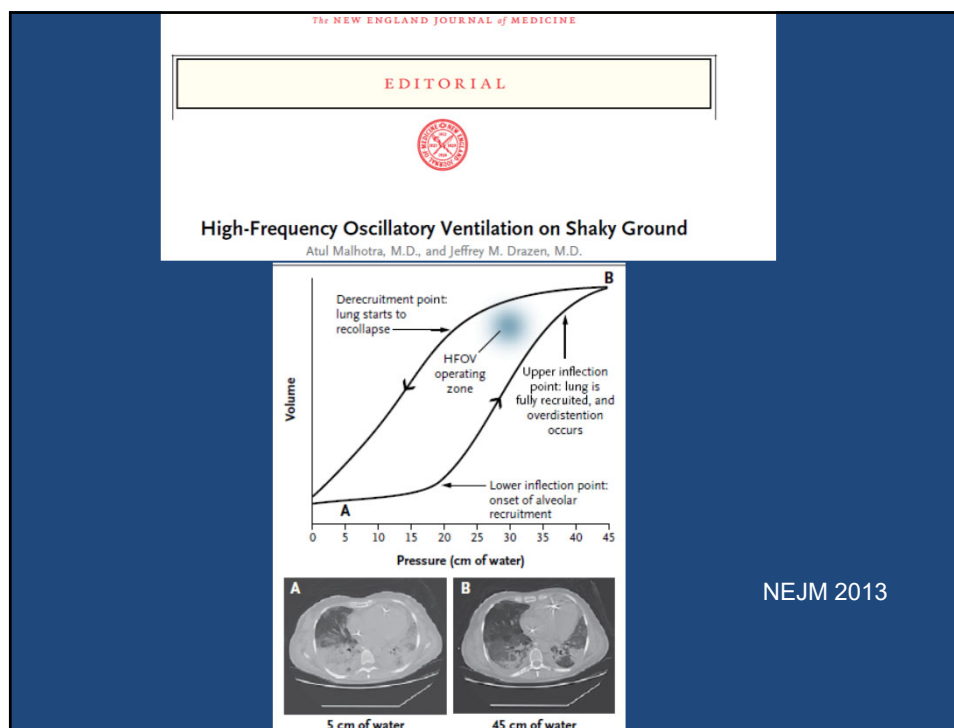 The NEW ENGLAND JOURNAL of MEDICINE
EDITORIAL
High-Frequency Oscillatory Ventilation on Shaky Ground
Atul Malhotra, M.D., and Jeffrey M. Drazen, M.D.
B
Derecruitment point:
lung starts to
recollapse
HFOV
operating
zone
Upper inflection
point: lung is
fully recruited, and
overdistention
occurs
Volume
Lower inflection point:
onset of alveolar
recruitment
A
0 5 10 15 20 25 30 35 40 45
Pressure (cm of water)
A
B
NEJM 2013
5 cm of water
45 cm of water